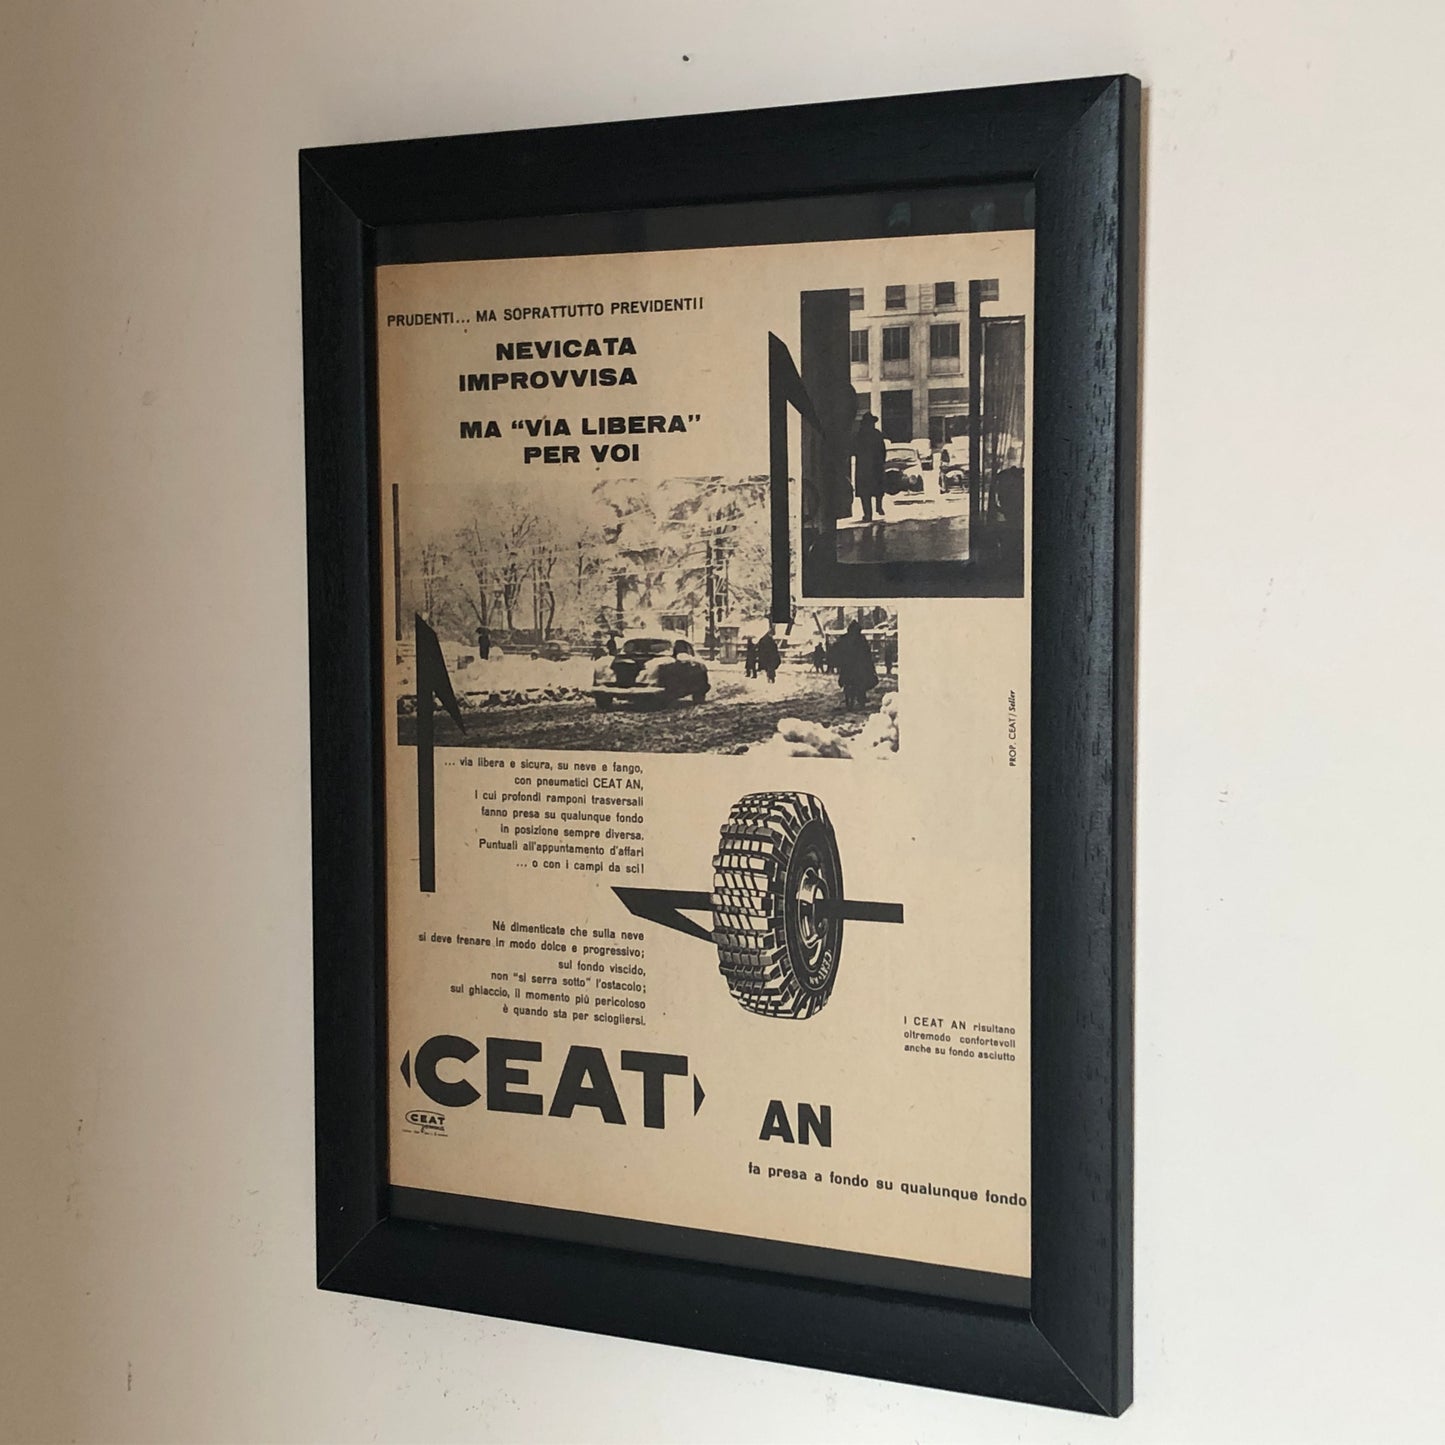 PRUDENTI... MA SOPRATTUTTO PREVIDENTI!
NEVICATA
IMPROVVISA
MA “VIA LIBERA”
PER VOI
... via libera e sicura, su neve e fango,
con pneumatici CEAT AN,
i cui profondi ramponi trasversali
fanno presa su qualunque fondo
in posizione sempre diversa.
Puntuali all'appuntamento d'affari
... o con i campi da sci!
Né dimenticate che sulla neve
si deve frenare in modo dolce e progressivo;
sul fondo viscido,
non "si serra sotto" l'ostacolo;
sul ghiaccio, il momento più pericoloso
è quando sta per sciogliersi.
PROP. CEAT/Seller
CEAT
I CEAT AN risultano
oltremodo confortevoli
anche su fondo asciutto
CEAT
CEAT
gomma
AN
fa presa a fondo su qualunque fondo